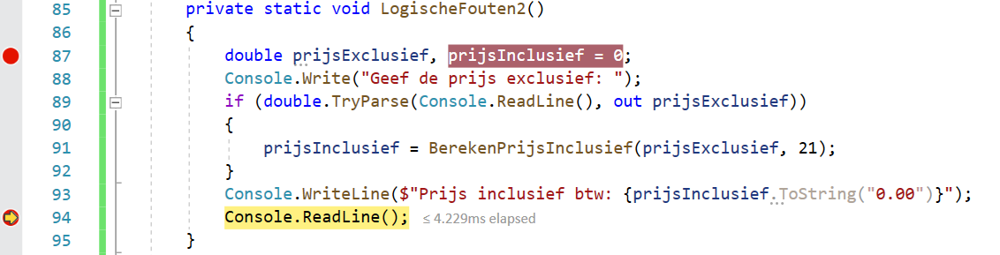 85 private static void LogischeFouten2()
86 {
87 double prijsExclusief, prijsInclusief = 0;
88 Console.Write("Geef de prijs exclusief: ");
89 if (double.TryParse(Console.ReadLine(), out prijsExclusief))
90 {
91 prijsInclusief = BerekenPrijsInclusief(prijsExclusief, 21);
92 }
93 Console.WriteLine($"Prijs inclusief btw: {prijsInclusief.ToString("0.00")}");
94 Console.ReadLine(); ≤ 4.229ms elapsed
95 }